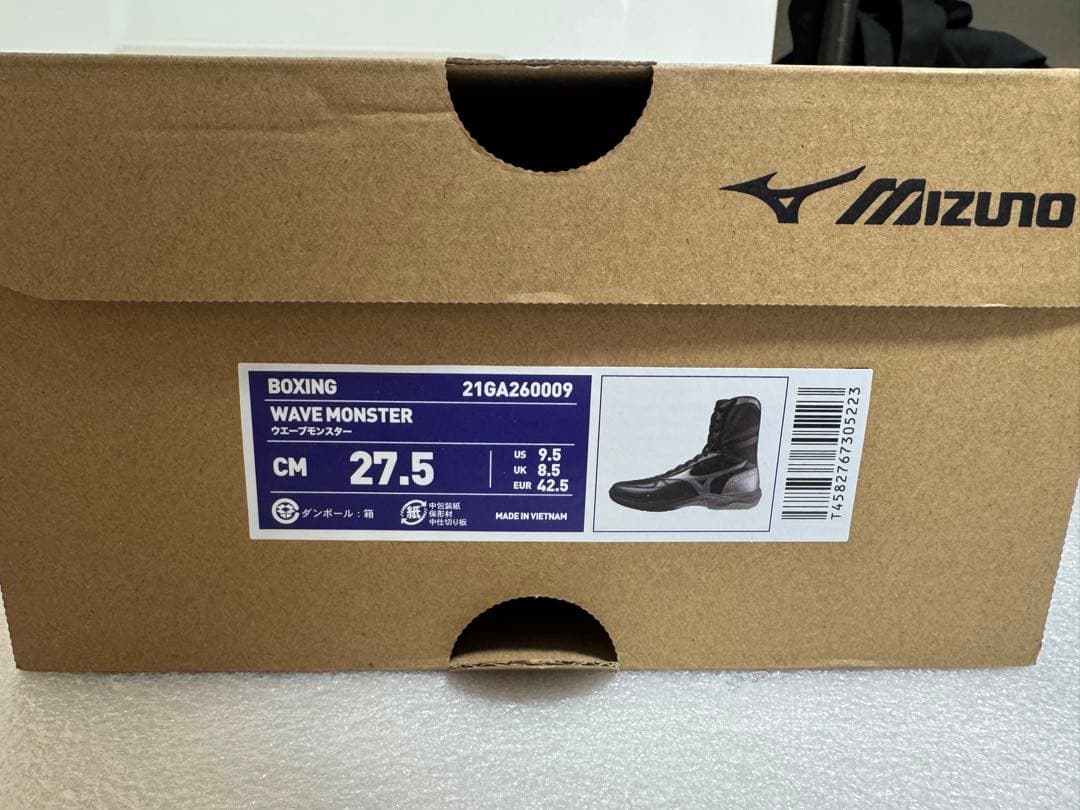 MIZUNO
BOXING 21GA260009
WAVE MONSTER
ウエーブモンスター
CM 27.5
US 9.5
UK 8.5
EUR 42.5
ダンボール：箱
紙 中包装紙
保形材
中仕切り板
MADE IN VIETNAM
T4582767305223